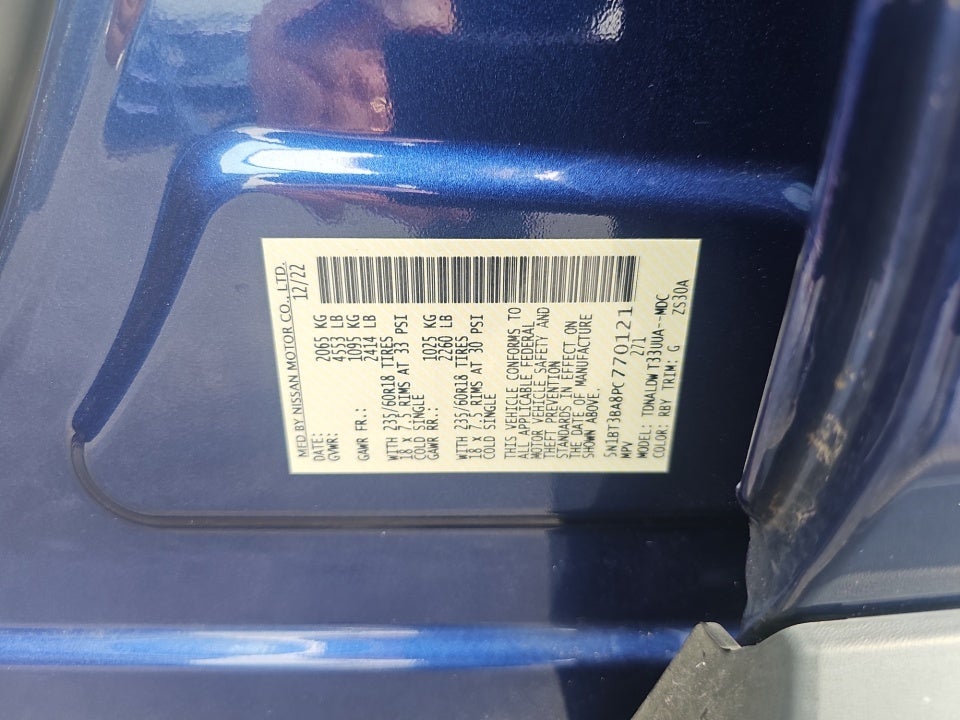 MFD BY NISSAN MOTOR CO., LTD.
DATE: 12/22
GVWR: 2065 KG
4553 LB
GAWR FR.: 1095 KG
2414 LB
WITH 235/60R18 TIRES
18 X 7.5 RIMS AT 33 PSI
COLD SINGLE
GAWR RR.: 1025 KG
2260 LB
WITH 235/60R18 TIRES
18 X 7.5 RIMS AT 30 PSI
COLD SINGLE
THIS VEHICLE CONFORMS TO
ALL APPLICABLE FEDERAL
MOTOR VEHICLE SAFETY AND
THEFT PREVENTION
STANDARDS IN EFFECT ON
THE DATE OF MANUFACTURE
SHOWN ABOVE.
5N1BT3BA8PC770121
MPV 271
MODEL: TDNALDW T33UUA--MDC
COLOR: RBY TRIM: G ZS30A